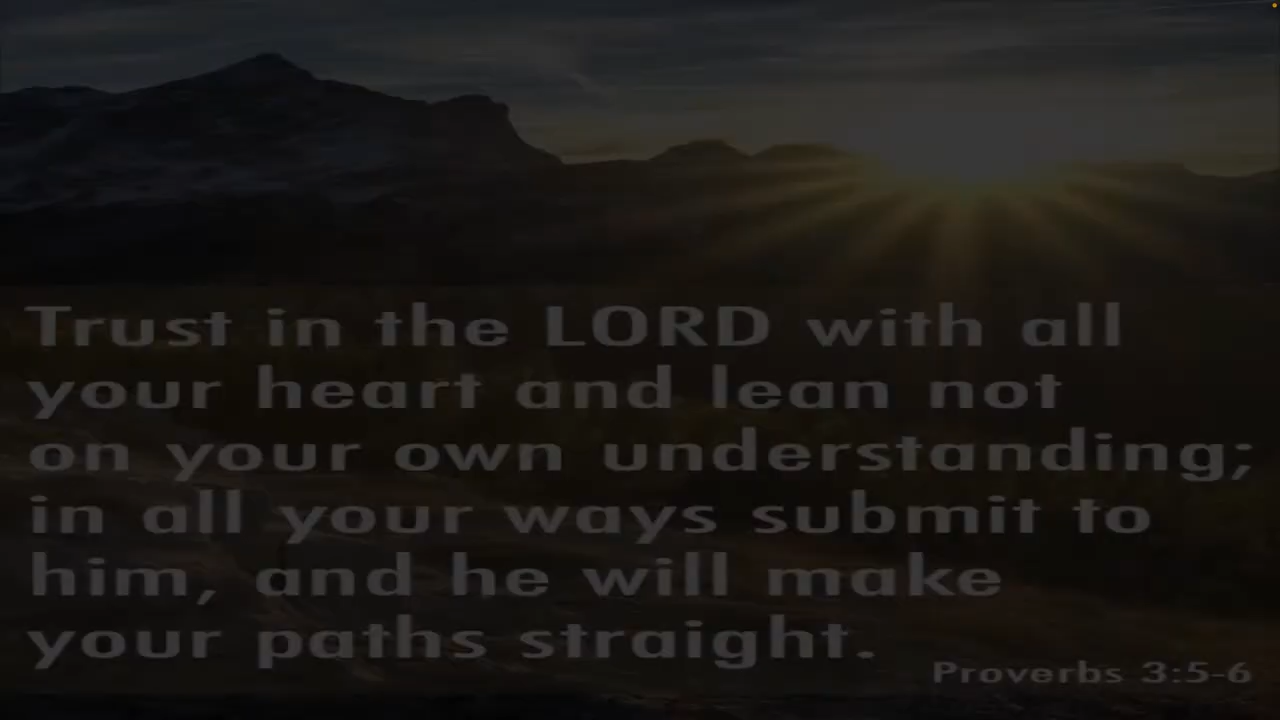 Trust in the LORD with all
your heart and lean not
on your own understanding;
in all your ways submit to
him, and he will make
your paths straight.
Proverbs 3:5-6